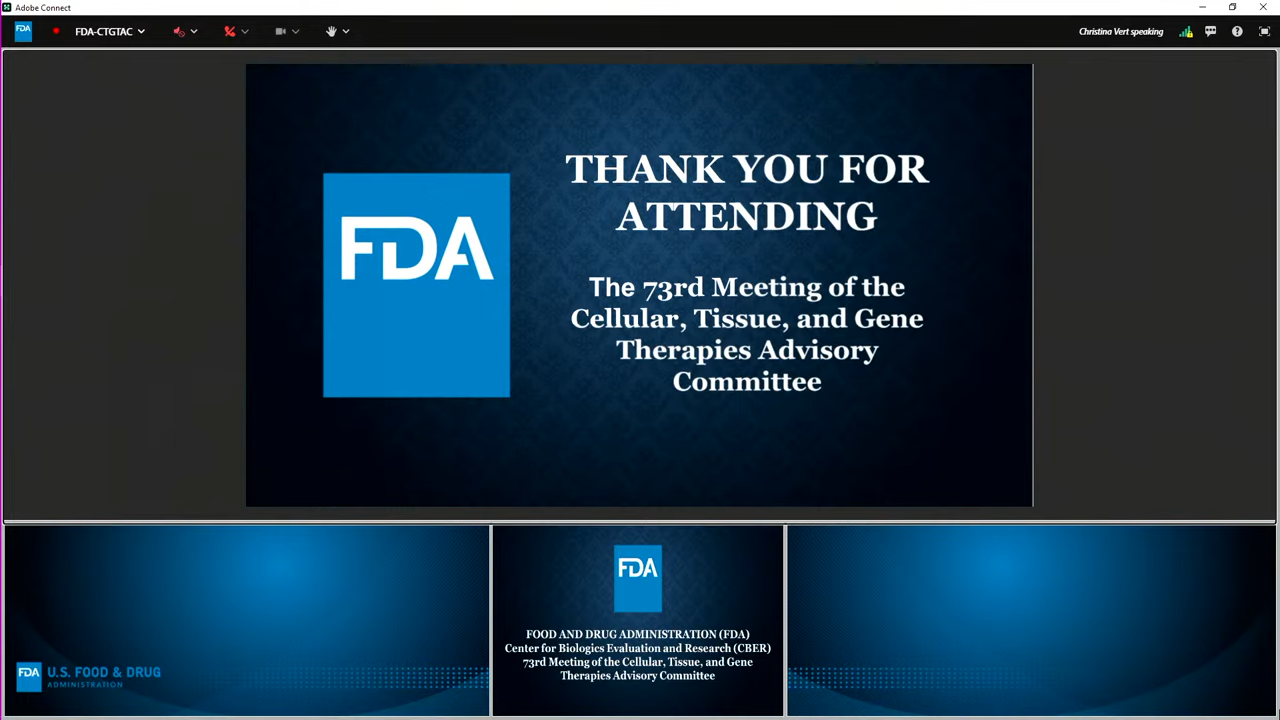 Adobe Connect
FDA
FDA-CTGTAC
Christina Vert speaking
THANK YOU FOR
ATTENDING
FDA
The 73rd Meeting of the
Cellular, Tissue, and Gene
Therapies Advisory
Committee
FDA
U.S. FOOD & DRUG
ADMINISTRATION
FDA
FOOD AND DRUG ADMINISTRATION (FDA)
Center for Biologics Evaluation and Research (CBER)
73rd Meeting of the Cellular, Tissue, and Gene
Therapies Advisory Committee